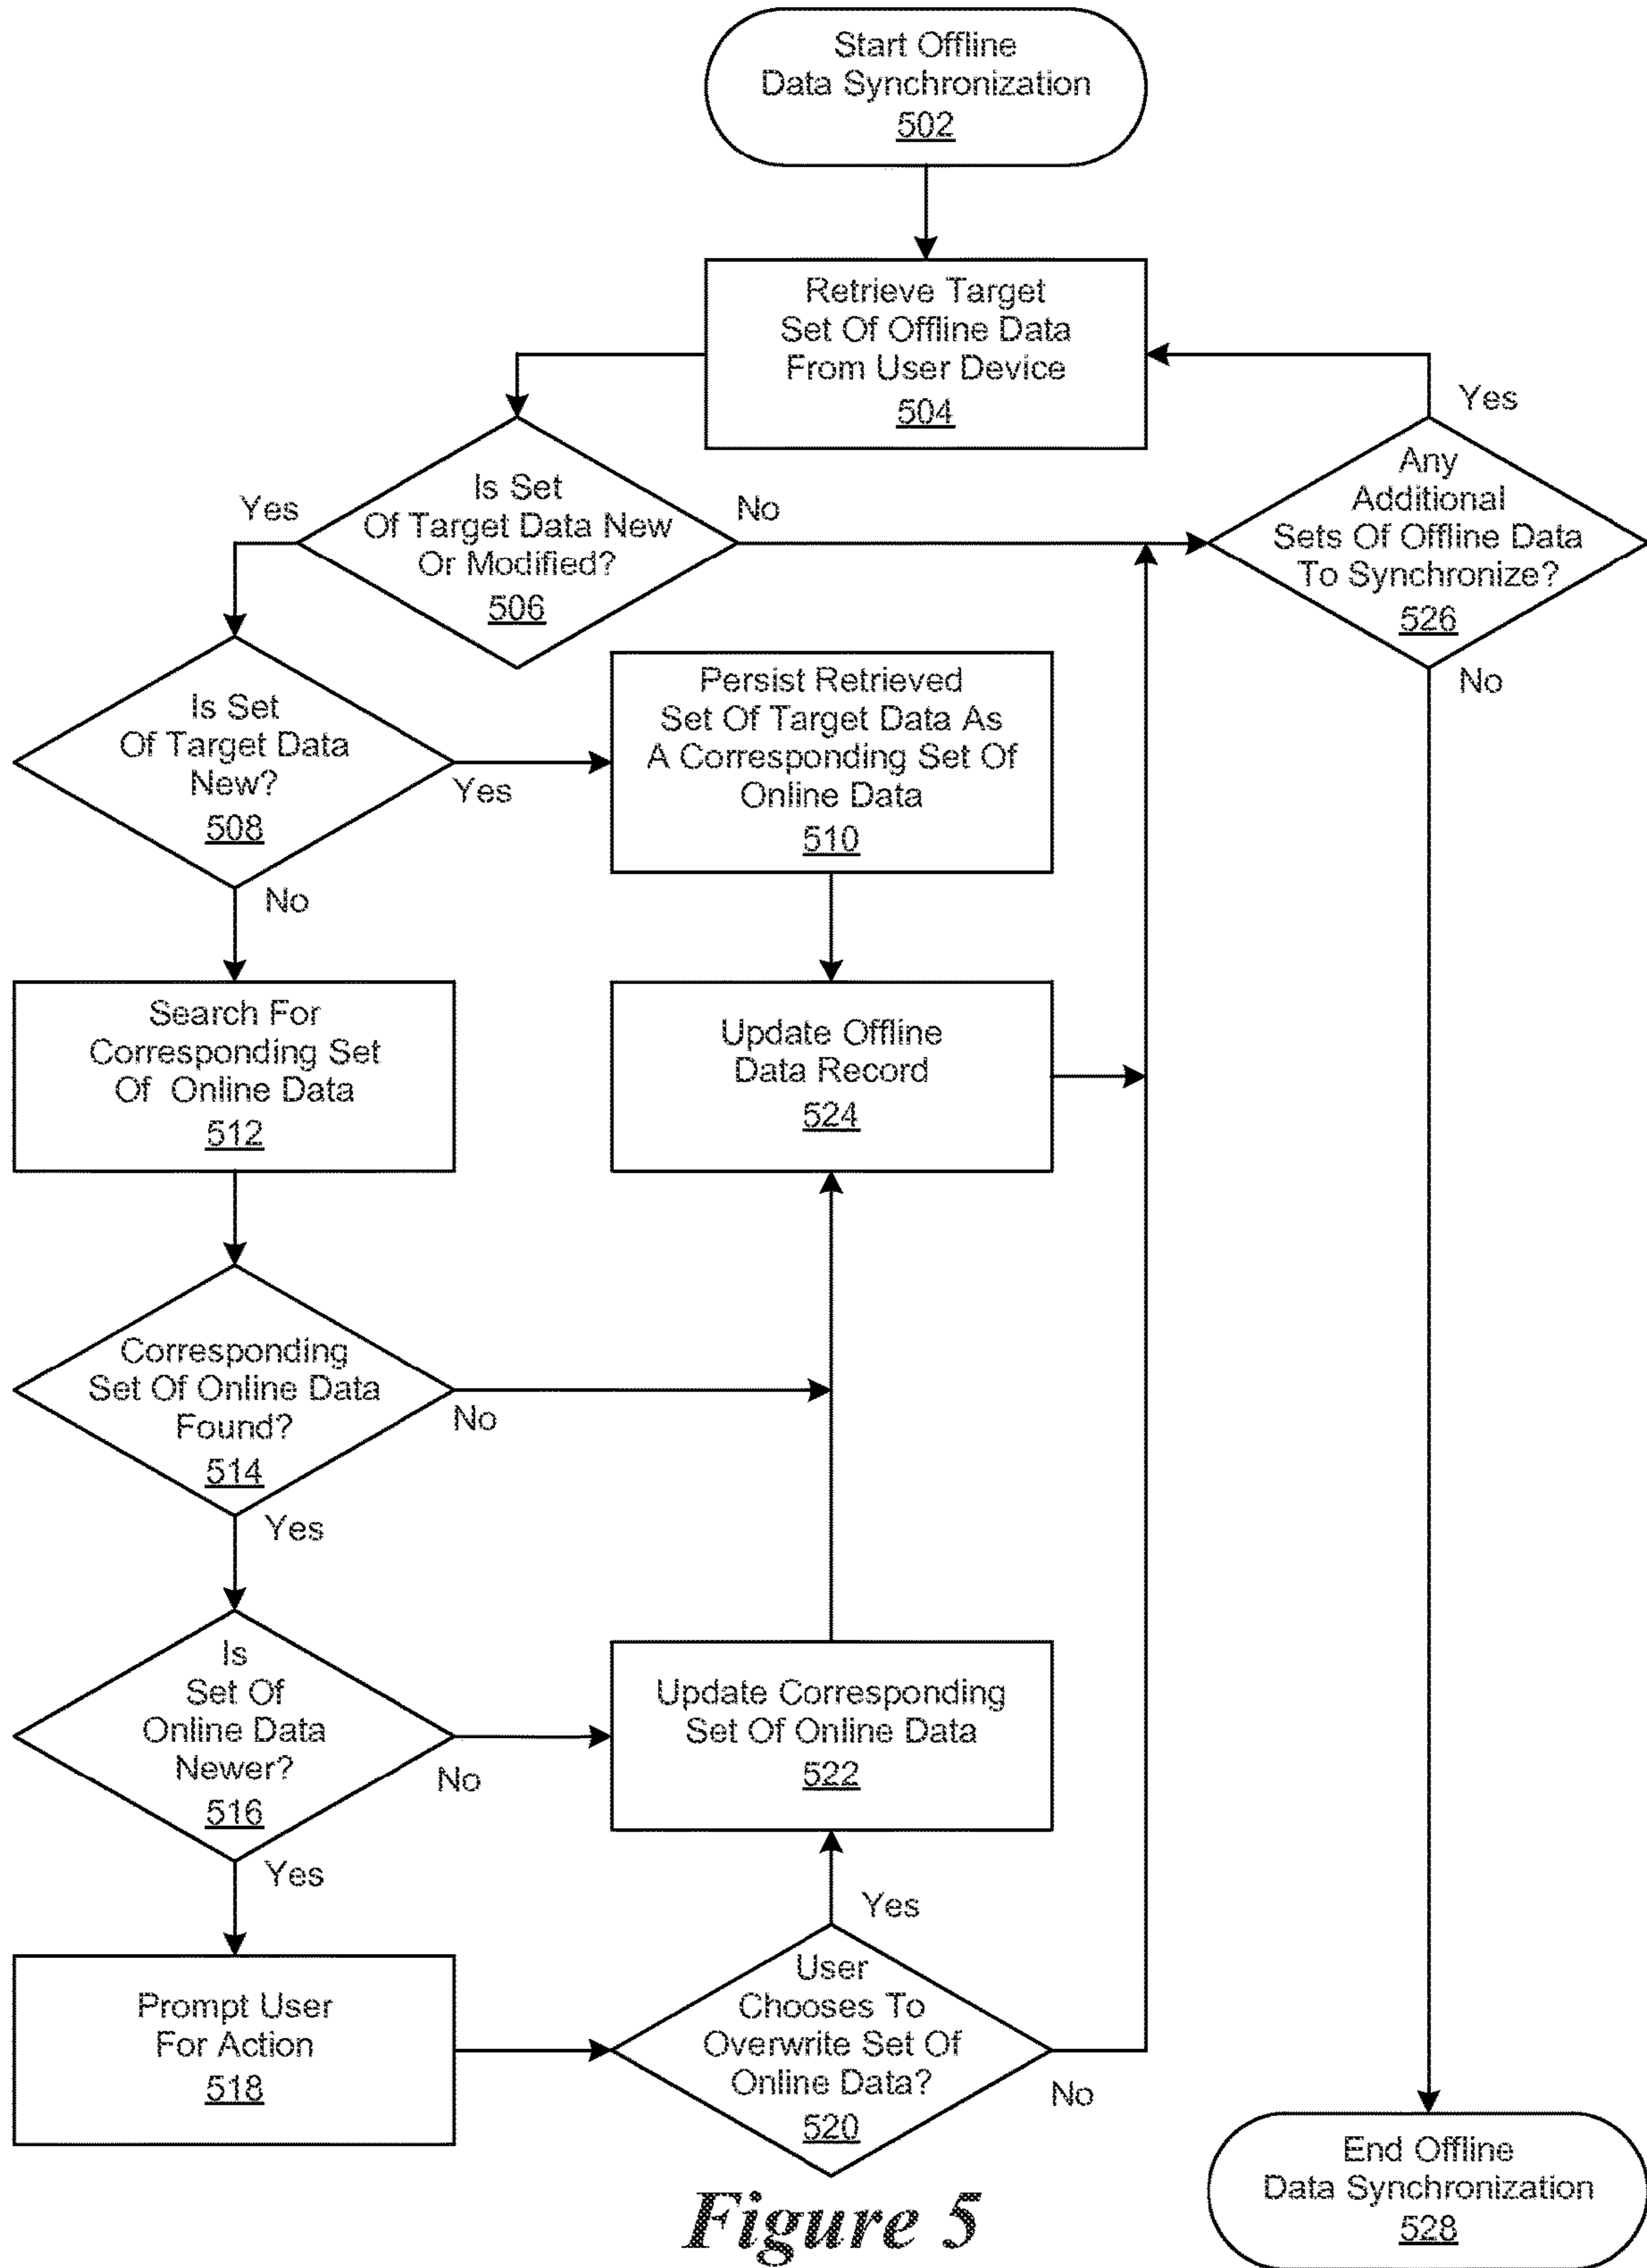 Start Offline
Data Synchronization
502
Retrieve Target
Set Of Offline Data
From User Device
504
Yes
Is Set
Of Target Data New
Or Modified?
506
No
Any
Additional
Sets Of Offline Data
To Synchronize?
526
Yes
No
Is Set
Of Target Data
New?
508
Yes
No
Persist Retrieved
Set Of Target Data As
A Corresponding Set Of
Online Data
510
Search For
Corresponding Set
Of Online Data
512
Update Offline
Data Record
524
Corresponding
Set Of Online Data
Found?
514
No
Yes
Is
Set Of
Online Data
Newer?
516
No
Yes
Update Corresponding
Set Of Online Data
522
Yes
Prompt User
For Action
518
User
Chooses To
Overwrite Set Of
Online Data?
520
No
End Offline
Data Synchronization
528
Figure 5